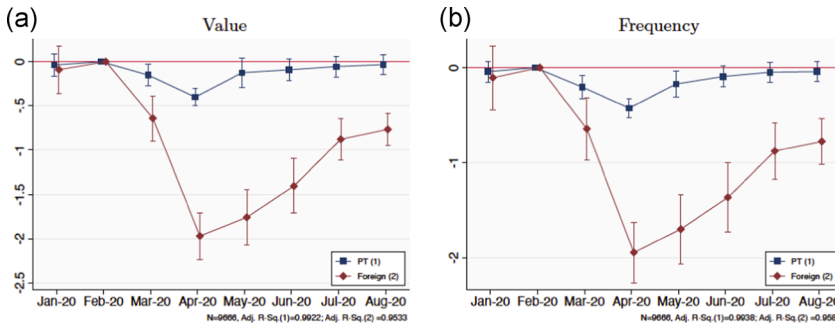 (a)
Value
0
-.5
-1
-1.5
-2
-2.5
PT (1)
Foreign (2)
Jan-20 Feb-20 Mar-20 Apr-20 May-20 Jun-20 Jul-20 Aug-20
N=9666, Adj. R-Sq.(1)=0.9922; Adj. R-Sq.(2) =0.9533
(b)
Frequency
0
-1
-2
PT (1)
Foreign (2)
Jan-20 Feb-20 Mar-20 Apr-20 May-20 Jun-20 Jul-20 Aug-20
N=9666, Adj. R-Sq.(1)=0.9938; Adj. R-Sq.(2) =0.958